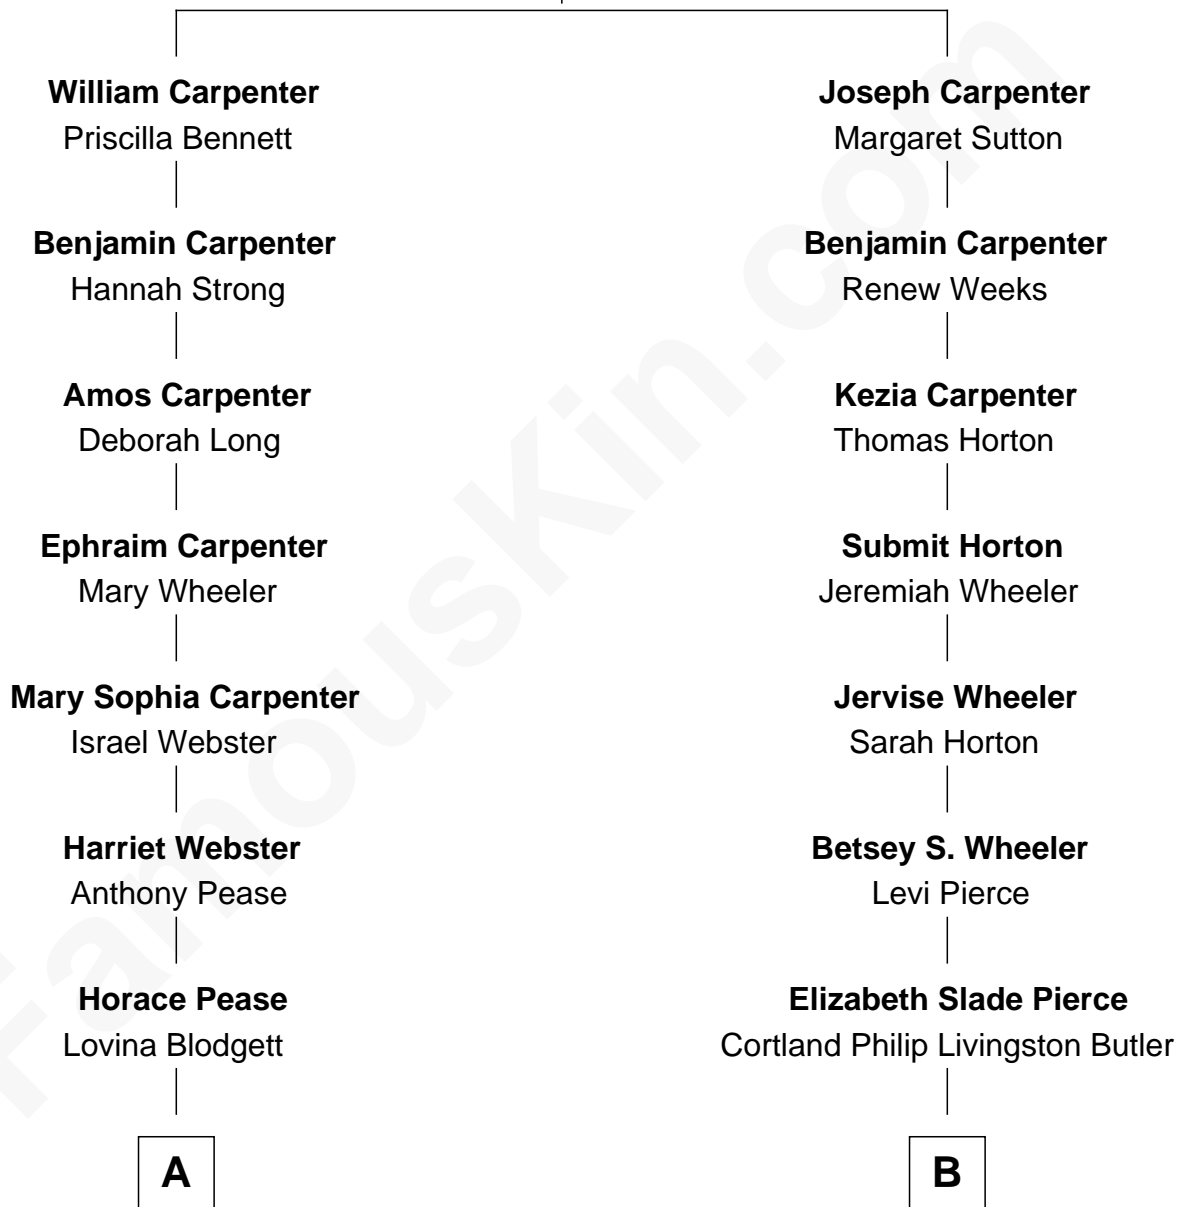 William Carpenter
Priscilla Bennett
Benjamin Carpenter
Hannah Strong
Amos Carpenter
Deborah Long
Ephraim Carpenter
Mary Wheeler
Mary Sophia Carpenter
Israel Webster
Harriet Webster
Anthony Pease
Horace Pease
Lovina Blodgett
A
Joseph Carpenter
Margaret Sutton
Benjamin Carpenter
Renew Weeks
Kezia Carpenter
Thomas Horton
Submit Horton
Jeremiah Wheeler
Jervise Wheeler
Sarah Horton
Betsey S. Wheeler
Levi Pierce
Elizabeth Slade Pierce
Cortland Philip Livingston Butler
B
FamousKin.com